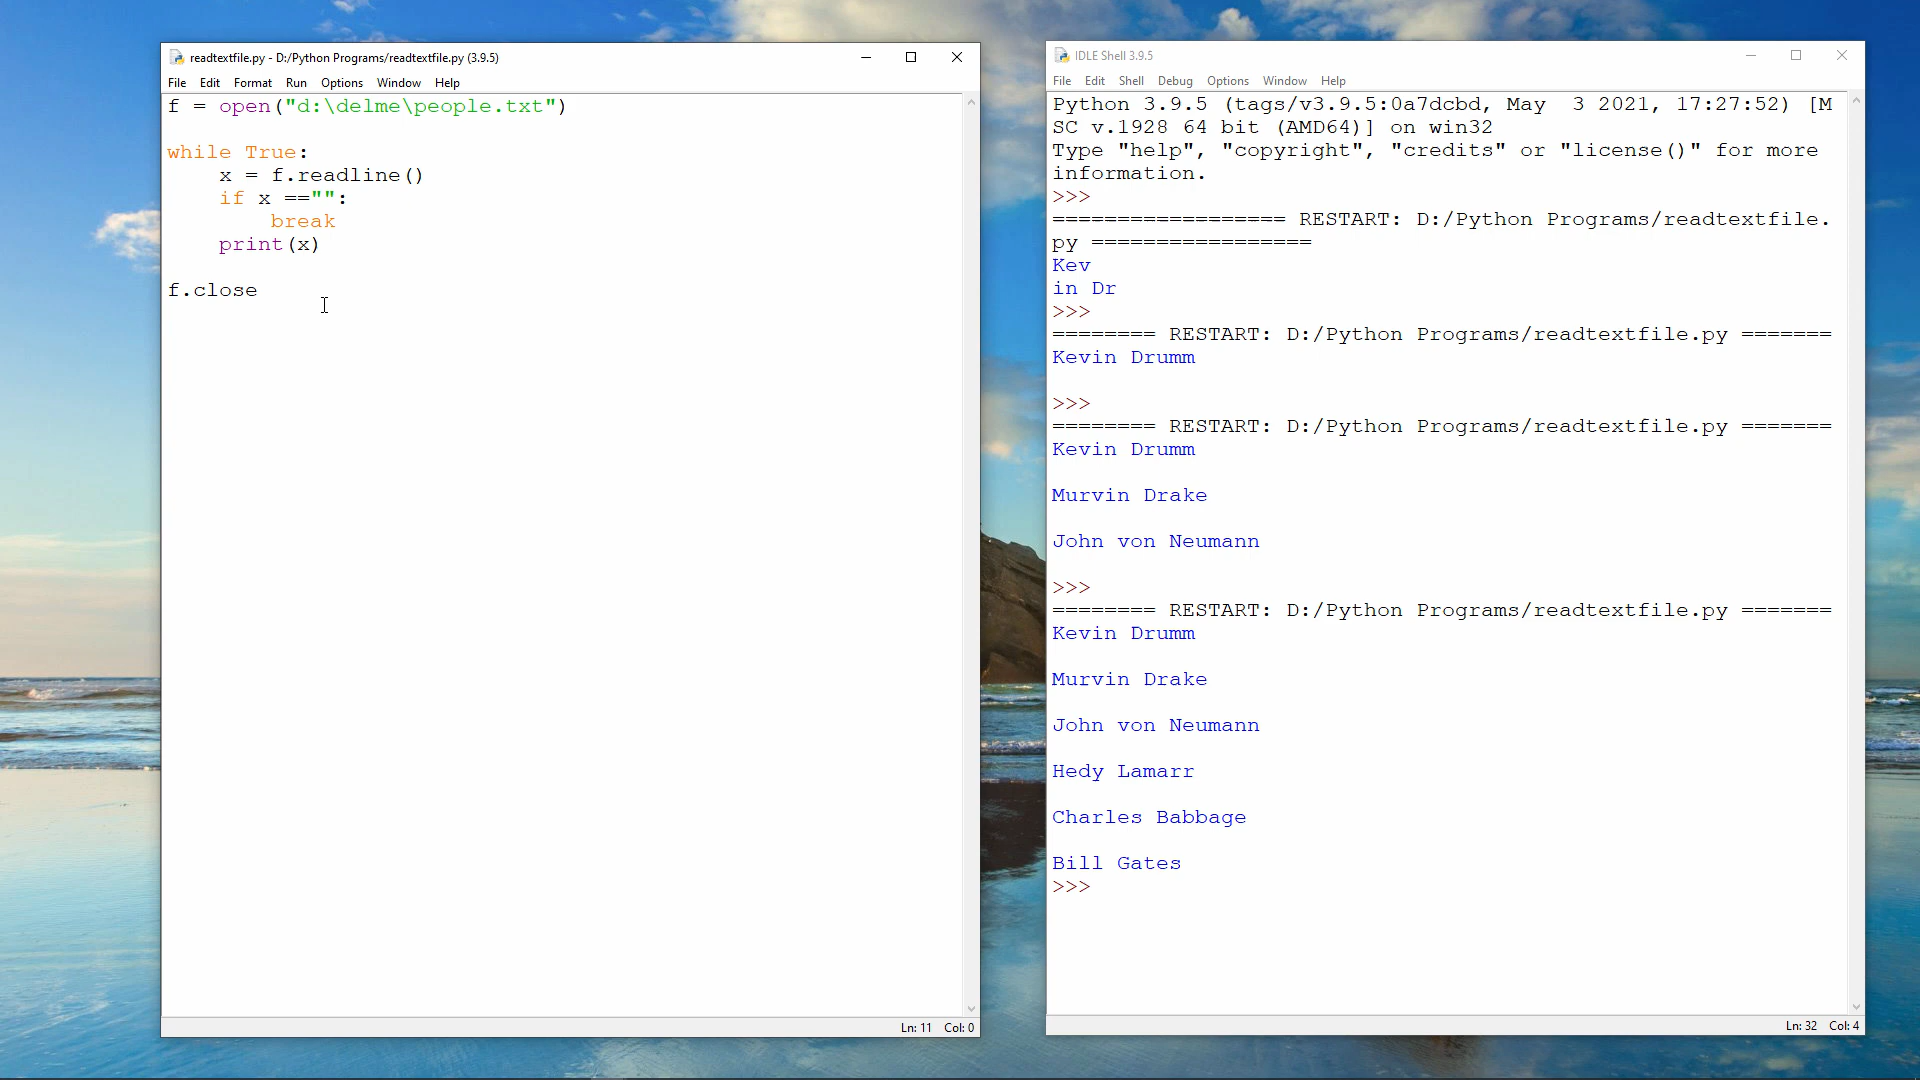 readtextfile.py - D:/Python Programs/readtextfile.py (3.9.5)
File Edit Format Run Options Window Help
f = open("d:\delme\people.txt")
while True:
x = f.readline()
if x =="":
break
print(x)
f.close
Ln: 11 Col: 0
IDLE Shell 3.9.5
File Edit Shell Debug Options Window Help
Python 3.9.5 (tags/v3.9.5:0a7dcbd, May  3 2021, 17:27:52) [M
SC v.1928 64 bit (AMD64)] on win32
Type "help", "copyright", "credits" or "license()" for more
information.
>>>
================== RESTART: D:/Python Programs/readtextfile.
py =================
Kev
in Dr
>>>
======== RESTART: D:/Python Programs/readtextfile.py =======
Kevin Drumm
>>>
======== RESTART: D:/Python Programs/readtextfile.py =======
Kevin Drumm
Murvin Drake
John von Neumann
>>>
======== RESTART: D:/Python Programs/readtextfile.py =======
Kevin Drumm
Murvin Drake
John von Neumann
Hedy Lamarr
Charles Babbage
Bill Gates
>>>
Ln: 32 Col: 4